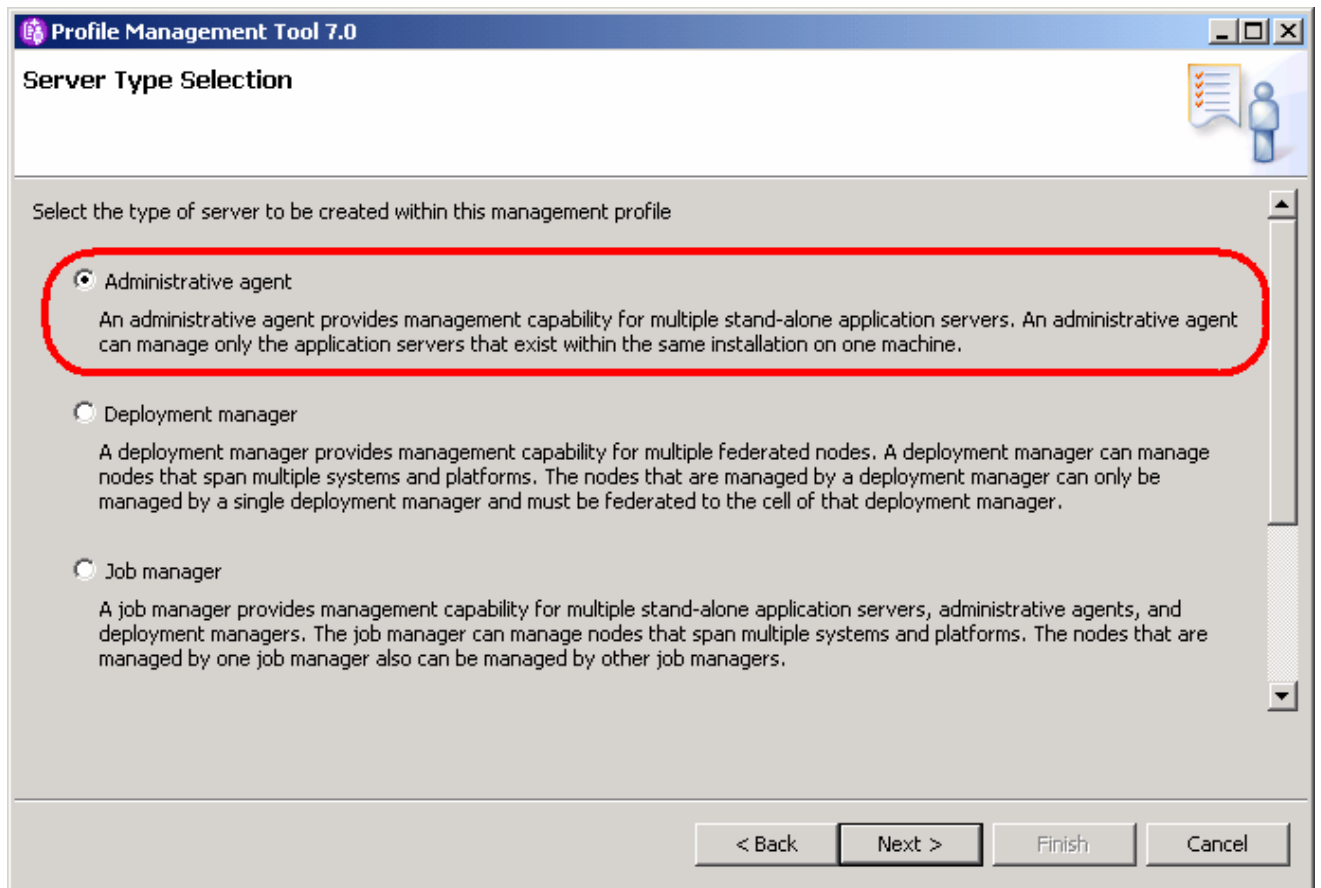 Profile Management Tool 7.0
Server Type Selection
Select the type of server to be created within this management profile
Administrative agent
An administrative agent provides management capability for multiple stand-alone application servers. An administrative agent
can manage only the application servers that exist within the same installation on one machine.
Deployment manager
A deployment manager provides management capability for multiple federated nodes. A deployment manager can manage
nodes that span multiple systems and platforms. The nodes that are managed by a deployment manager can only be
managed by a single deployment manager and must be federated to the cell of that deployment manager.
Job manager
A job manager provides management capability for multiple stand-alone application servers, administrative agents, and
deployment managers. The job manager can manage nodes that span multiple systems and platforms. The nodes that are
managed by one job manager also can be managed by other job managers.
< Back Next > Finish Cancel